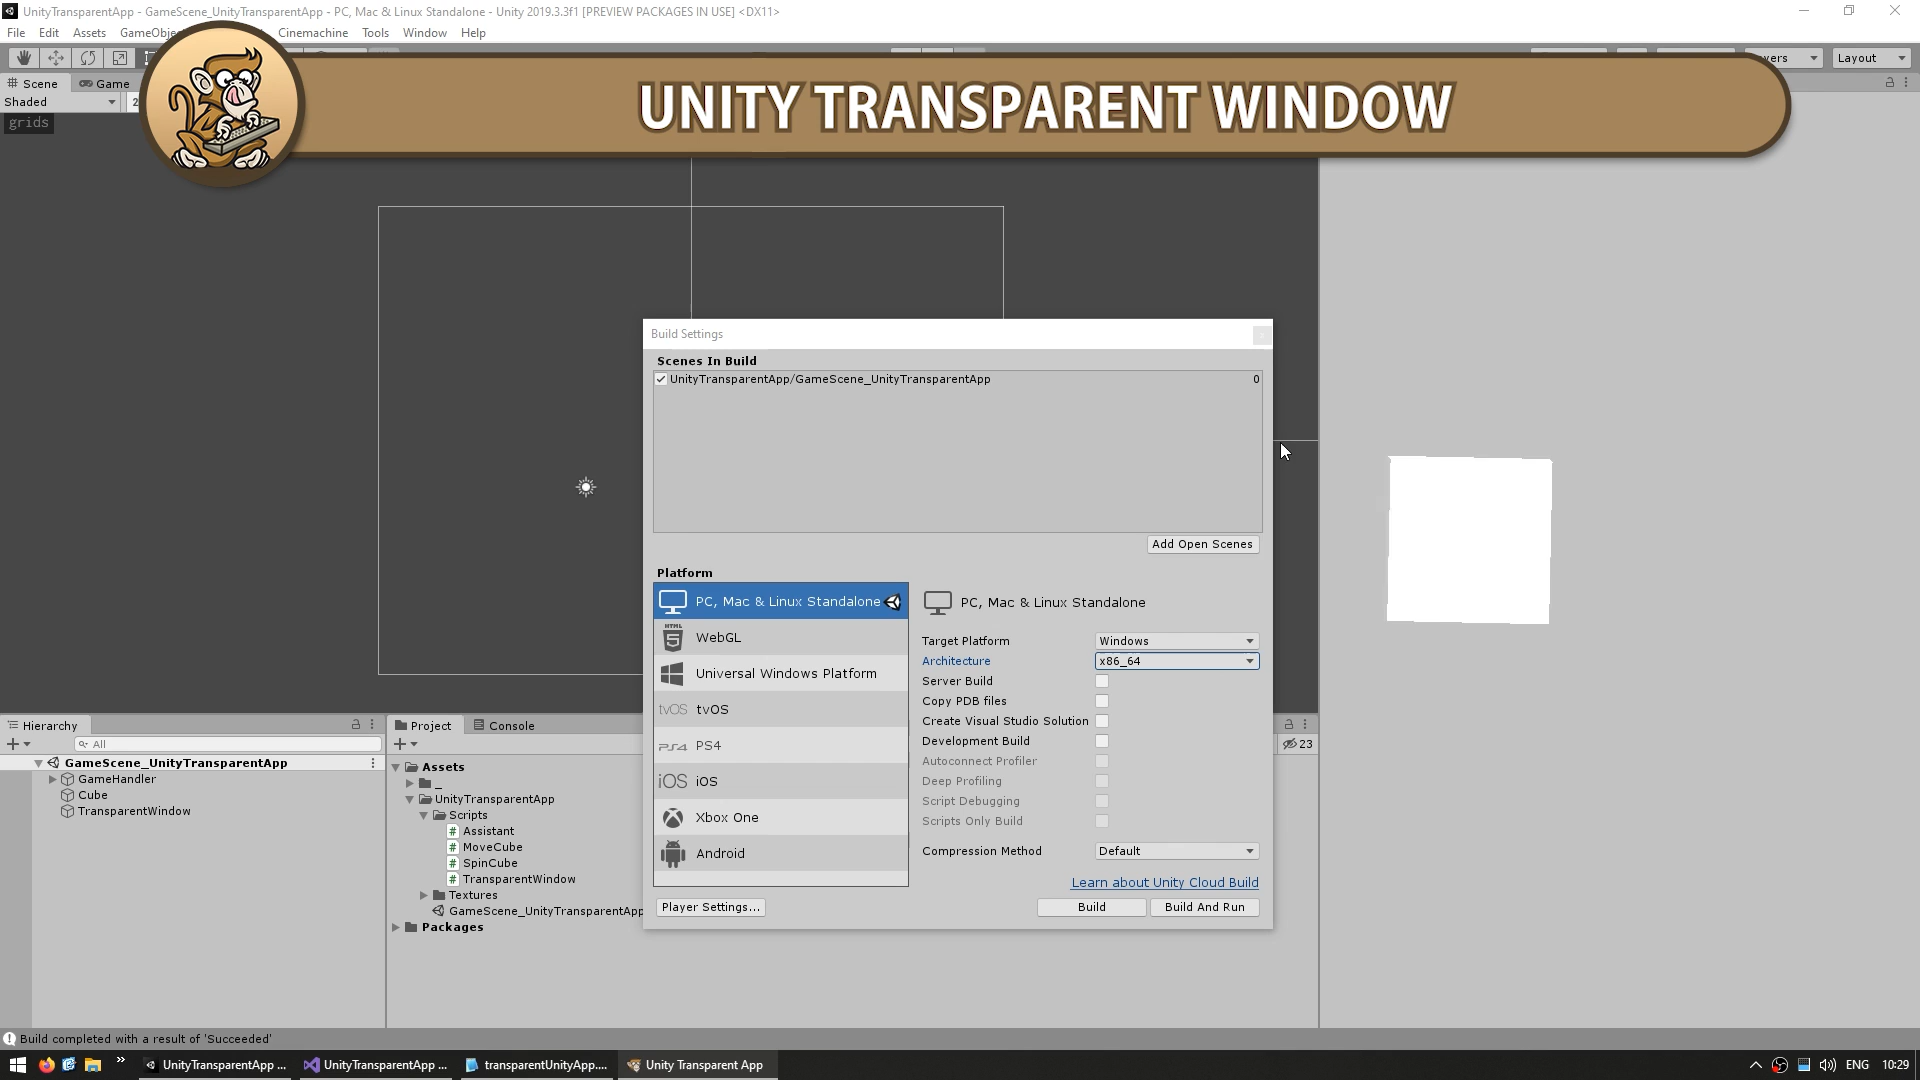 UnityTransparentApp - GameScene_UnityTransparentApp - PC, Mac & Linux Standalone - Unity 2019.3.3f1 [PREVIEW PACKAGES IN USE] <DX11>
File Edit Assets Cinemachine Tools Window Help
UNITY TRANSPARENT WINDOW
Layout
Scene Game
Shaded
grids
Build Settings
Scenes In Build
UnityTransparentApp/GameScene_UnityTransparentApp 0
Add Open Scenes
Platform
PC, Mac & Linux Standalone
WebGL
Universal Windows Platform
tvOS tvOS
PS4 PS4
iOS iOS
Xbox One
Android
HTML
PC, Mac & Linux Standalone
Target Platform Windows
Architecture x86_64
Server Build
Copy PDB files
Create Visual Studio Solution
Development Build
Autoconnect Profiler
Deep Profiling
Script Debugging
Scripts Only Build
Compression Method Default
Learn about Unity Cloud Build
Player Settings... Build Build And Run
Hierarchy
All
GameScene_UnityTransparentApp
GameHandler
Cube
TransparentWindow
Project Console
23
Assets
_
UnityTransparentApp
Scripts
Assistant
MoveCube
SpinCube
TransparentWindow
Textures
GameScene_UnityTransparentApp
Packages
Build completed with a result of 'Succeeded'
UnityTransparentApp ... UnityTransparentApp ... transparentUnityApp.... Unity Transparent App
ENG 10:29